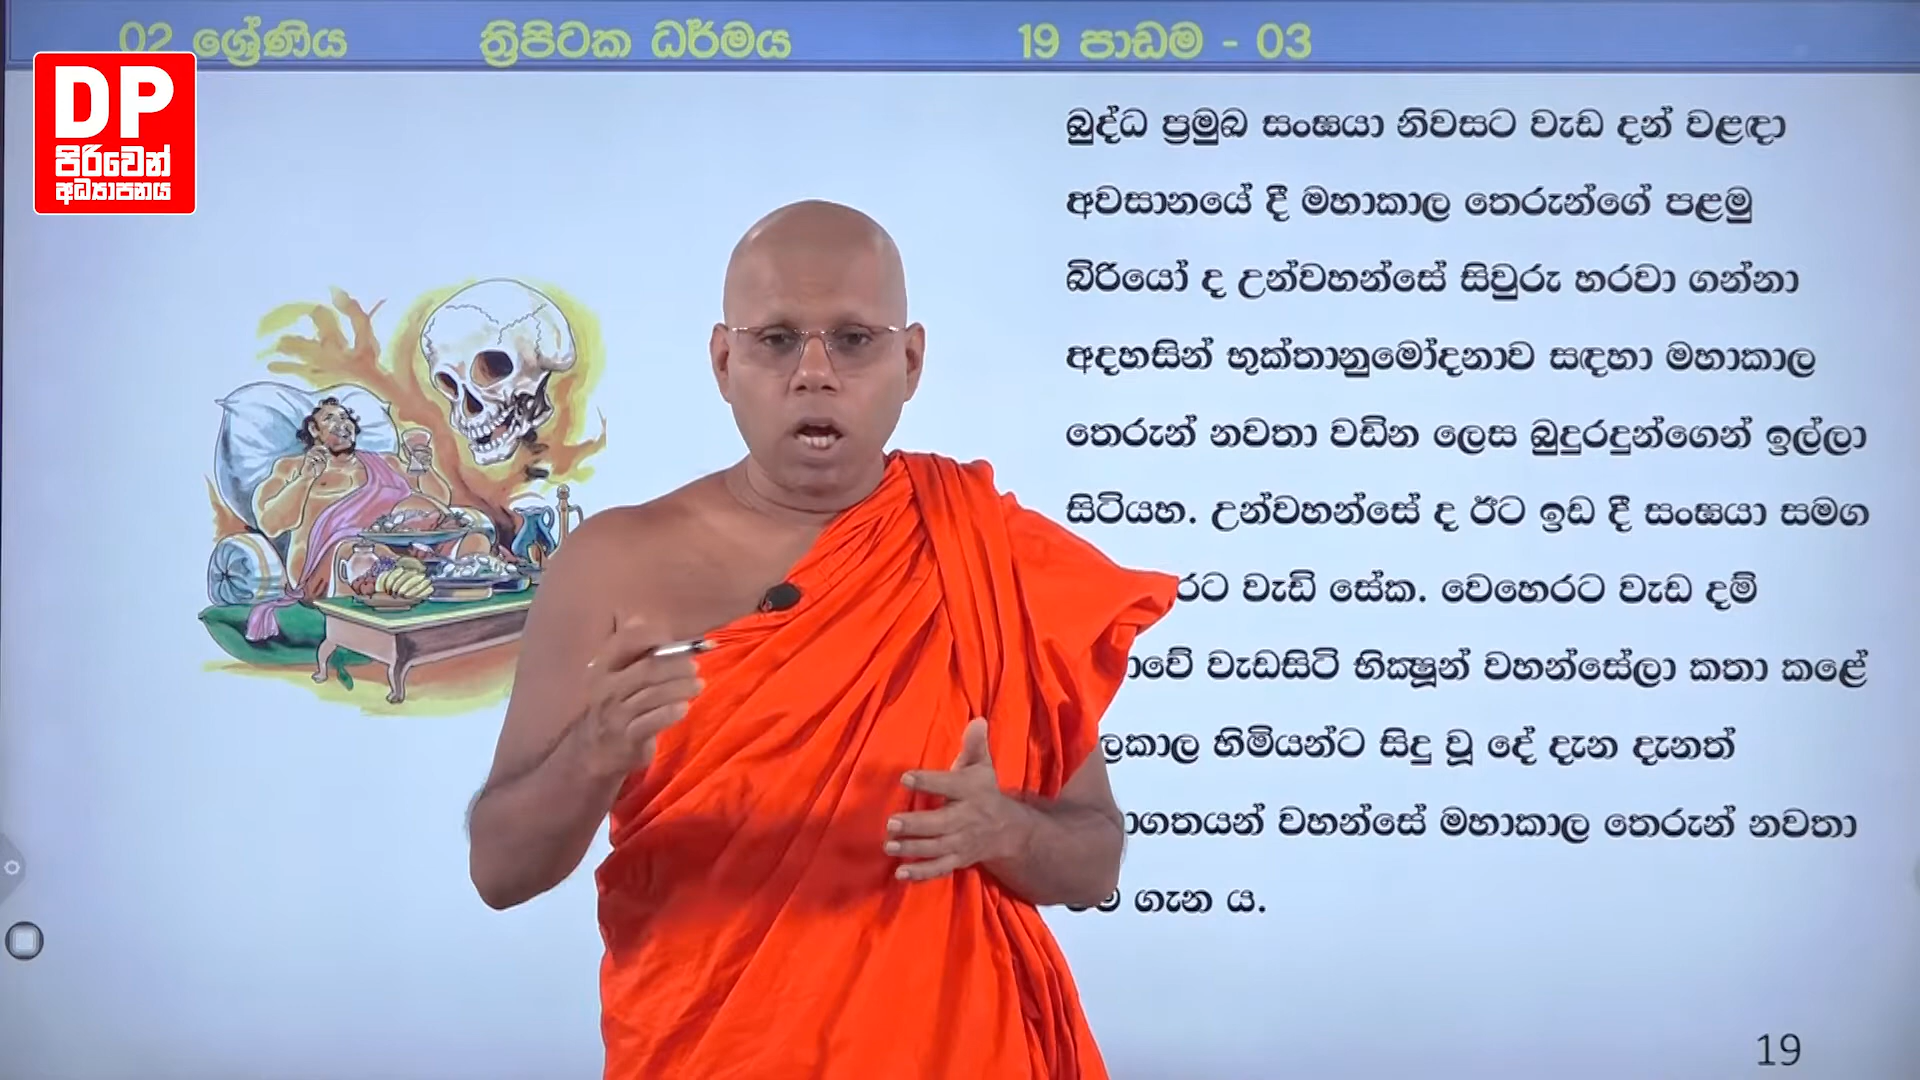 02 ශ්‍රේණිය ත්‍රිපිටක ධර්මය 19 පාඩම - 03
DP
පිරිවෙන්
අධ්‍යාපනය
බුද්ධ ප්‍රමුඛ සංඝයා නිවසට වැඩ දන් වළඳා
අවසානයේ දී මහාකාල තෙරුන්ගේ පළමු
බිරියෝ ද උන්වහන්සේ සිවුරු හරවා ගන්නා
අදහසින් භුක්තානුමෝදනාව සඳහා මහාකාල
තෙරුන් නවතා වඩින ලෙස බුදුරදුන්ගෙන් ඉල්ලා
සිටියහ. උන්වහන්සේ ද ඊට ඉඩ දී සංඝයා සමග
වැඩි සේක. වෙහෙරට වැඩ දම්
වැඩසිටි භික්‍ෂූන් වහන්සේලා කතා කළේ
හිමියන්ට සිදු වූ දේ දැන දැනත්
වහන්සේ මහාකාල තෙරුන් නවතා
ගැන ය.
19